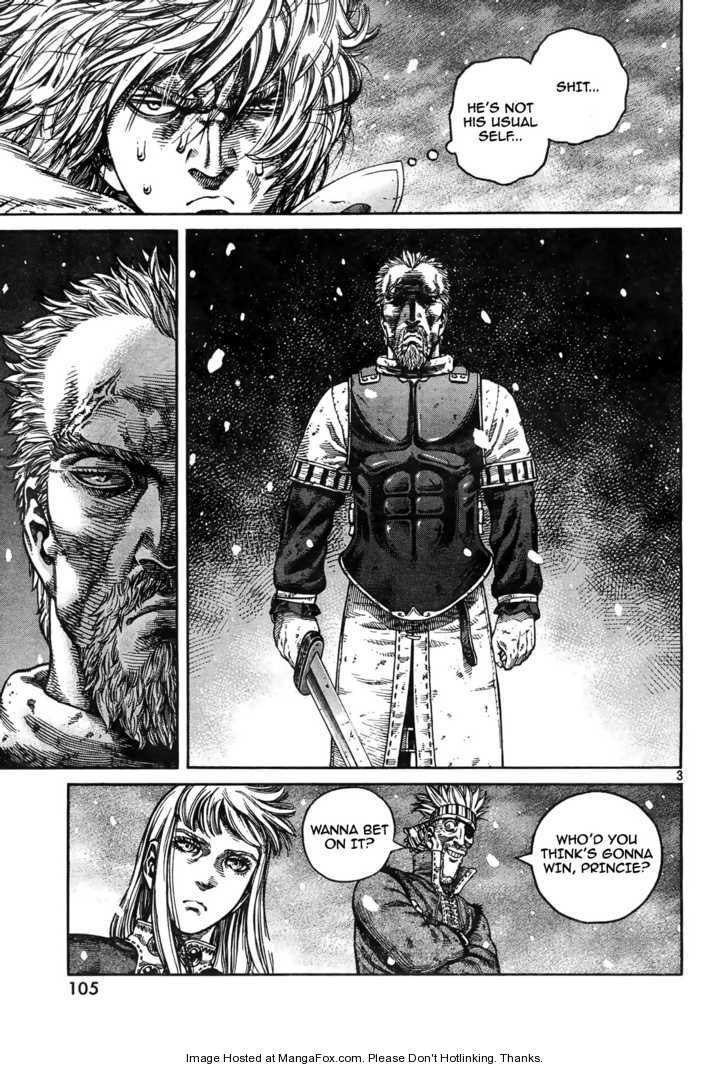 SHIT...
HE'S NOT
HIS USUAL
SELF...
3
WHO'D YOU
THINK'S GONNA
WIN, PRINCIE?
WANNA BET
ON IT?
105
Image Hosted at MangaFox.com. Please Don't Hotlinking. Thanks.